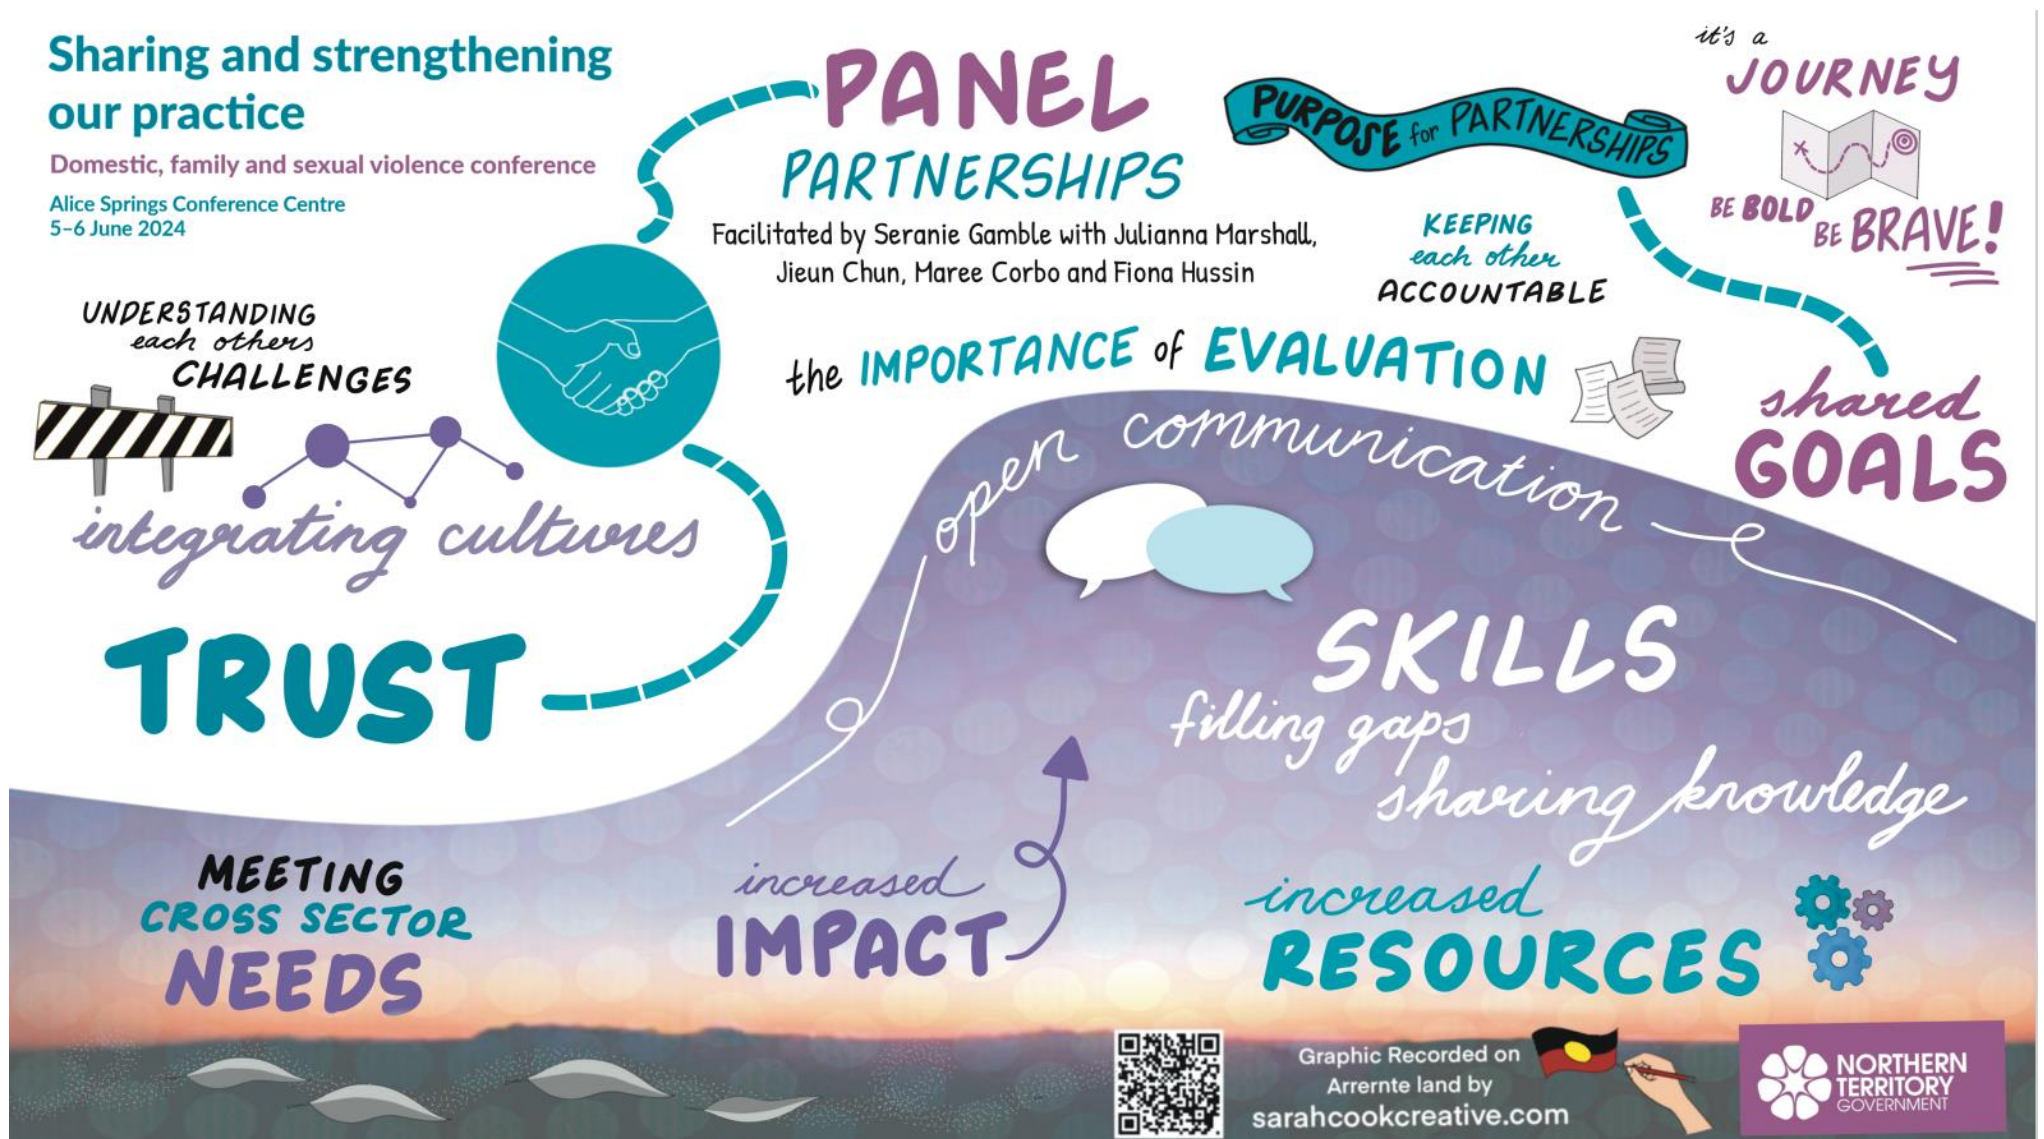 Sharing and strengthening
our practice
Domestic, family and sexual violence conference
Alice Springs Conference Centre
5–6 June 2024
PANEL
PARTNERSHIPS
Facilitated by Seranie Gamble with Julianna Marshall,
Jieun Chun, Maree Corbo and Fiona Hussin
PURPOSE for PARTNERSHIPS
it's a
JOURNEY
BE BOLD
BE BRAVE!
KEEPING
each other
ACCOUNTABLE
UNDERSTANDING
each others
CHALLENGES
the IMPORTANCE of EVALUATION
shared
GOALS
integrating cultures
open communication
TRUST
SKILLS
filling gaps
sharing knowledge
MEETING
CROSS SECTOR
NEEDS
increased
IMPACT
increased
RESOURCES
Graphic Recorded on
Arrernte land by
sarahcookcreative.com
NORTHERN
TERRITORY
GOVERNMENT